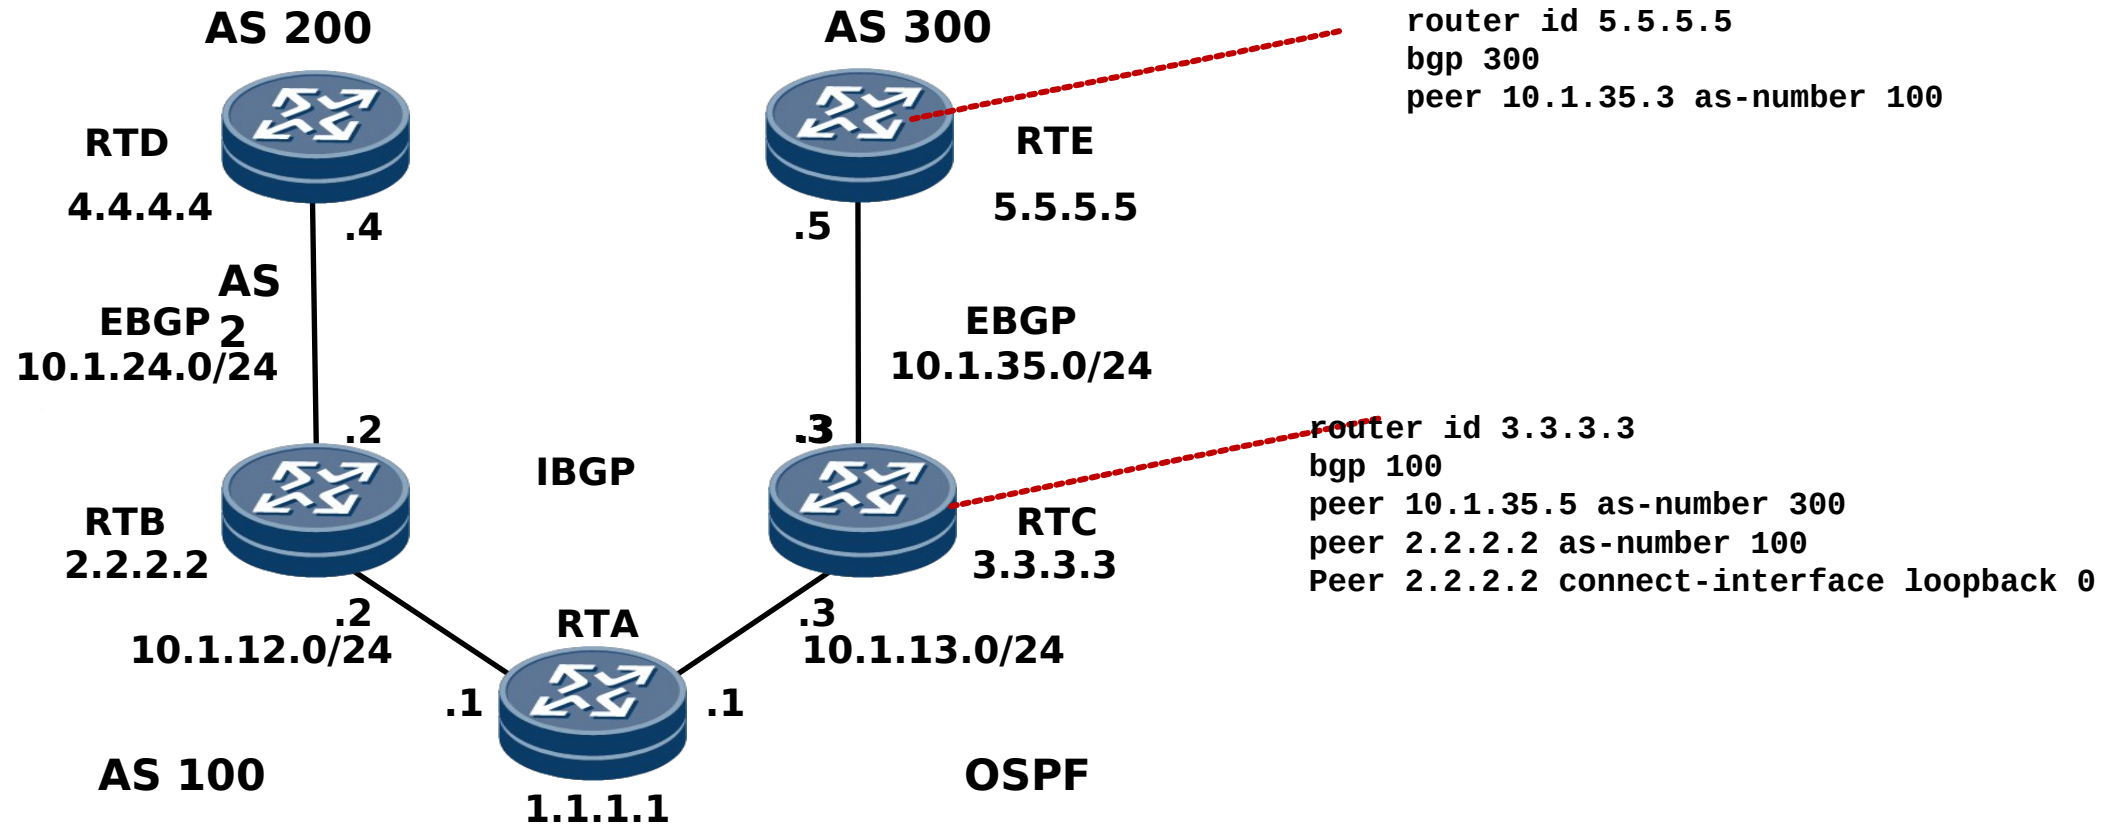 AS 200
AS 300
router id 5.5.5.5
bgp 300
peer 10.1.35.3 as-number 100
RTD
4.4.4.4
.4
RTE
5.5.5.5
.5
AS
2
EBGP
10.1.24.0/24
EBGP
10.1.35.0/24
.2
.3
IBGP
router id 3.3.3.3
bgp 100
peer 10.1.35.5 as-number 300
peer 2.2.2.2 as-number 100
Peer 2.2.2.2 connect-interface loopback 0
RTB
2.2.2.2
RTC
3.3.3.3
.2
10.1.12.0/24
RTA
.3
10.1.13.0/24
.1
.1
AS 100
1.1.1.1
OSPF